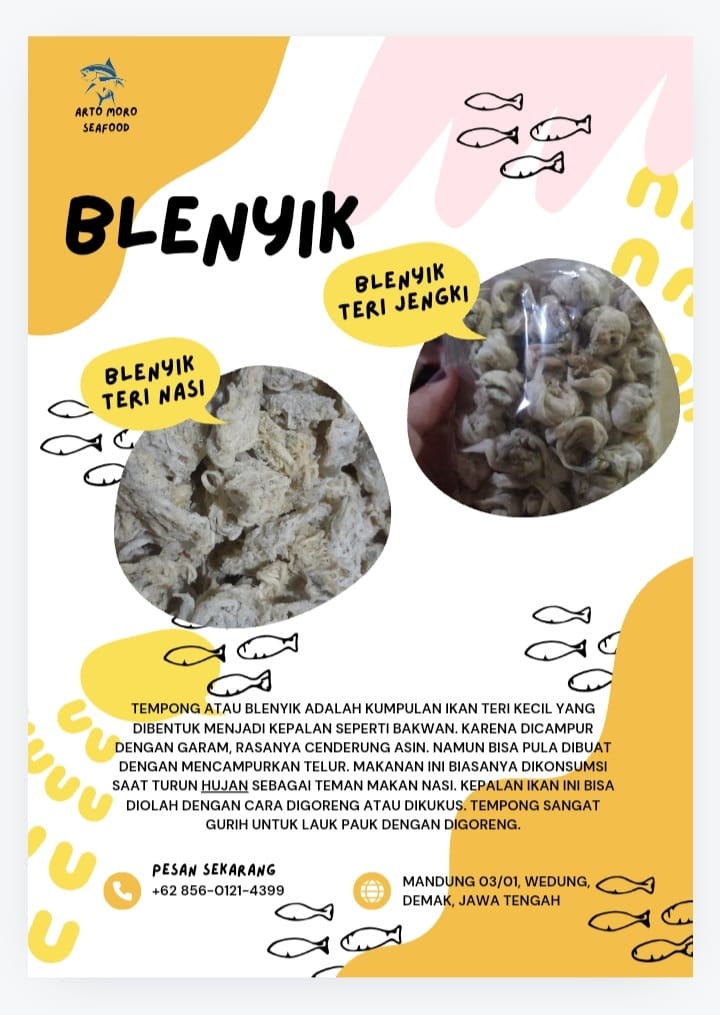 ARTO MORO
SEAFOOD
BLENYIK
BLENYIK
TERI JENGKI
BLENYIK
TERI NASI
TEMPONG ATAU BLENYIK ADALAH KUMPULAN IKAN TERI KECIL YANG
DIBENTUK MENJADI KEPALAN SEPERTI BAKWAN. KARENA DICAMPUR
DENGAN GARAM, RASANYA CENDERUNG ASIN. NAMUN BISA PULA DIBUAT
DENGAN MENCAMPURKAN TELUR. MAKANAN INI BIASANYA DIKONSUMSI
SAAT TURUN HUJAN SEBAGAI TEMAN MAKAN NASI. KEPALAN IKAN INI BISA
DIOLAH DENGAN CARA DIGORENG ATAU DIKUKUS. TEMPONG SANGAT
GURIH UNTUK LAUK PAUK DENGAN DIGORENG.
PESAN SEKARANG
+62 856-0121-4399
MANDUNG 03/01, WEDUNG,
DEMAK, JAWA TENGAH